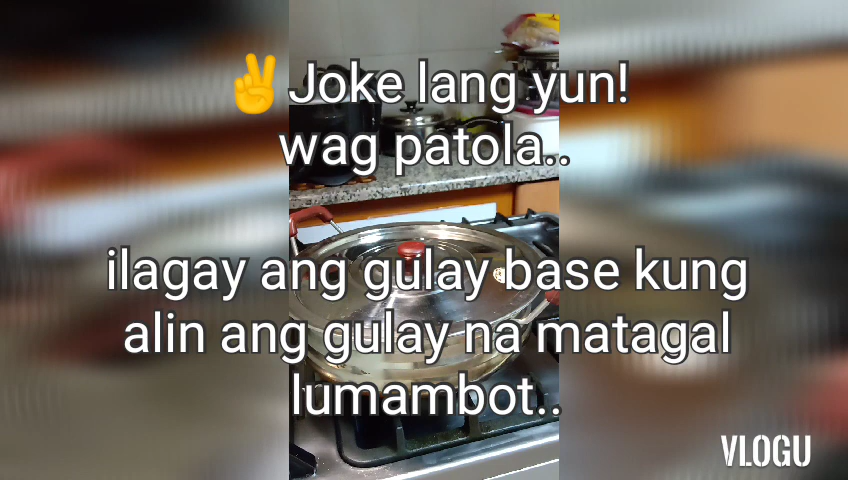 ✌Joke lang yun!
wag patola..
ilagay ang gulay base kung
alin ang gulay na matagal
lumambot..
VLOGU